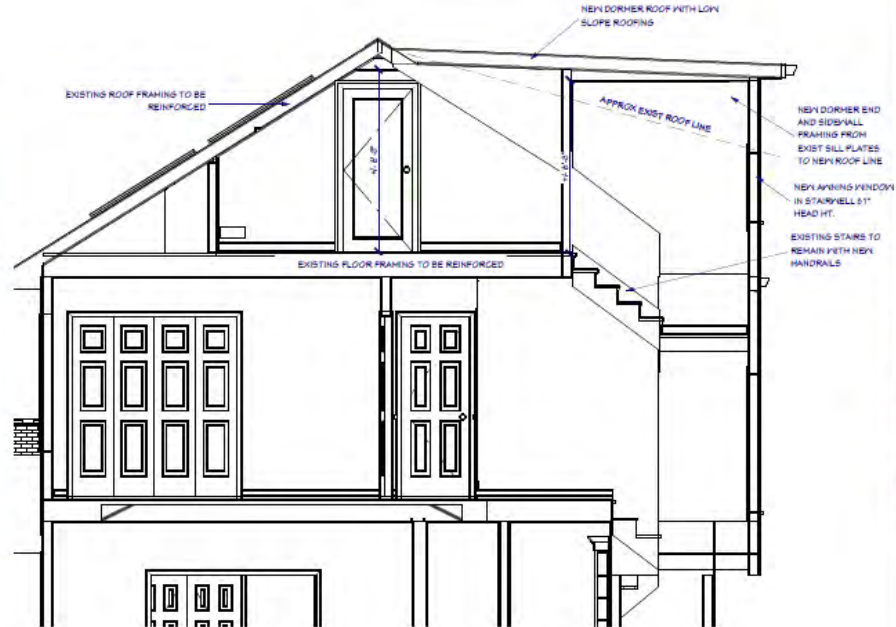 NEW DORMER ROOF WITH LOW
SLOPE ROOFING
EXISTING ROOF FRAMING TO BE
REINFORCED
APPROX EXIST ROOF LINE
NEW DORMER END
AND SIDEWALL
FRAMING FROM
EXIST SILL PLATES
TO NEW ROOF LINE
NEW AWNING WINDOW
IN STAIRWELL 61"
HEAD HT.
EXISTING STAIRS TO
REMAIN WITH NEW
HANDRAILS
EXISTING FLOOR FRAMING TO BE REINFORCED